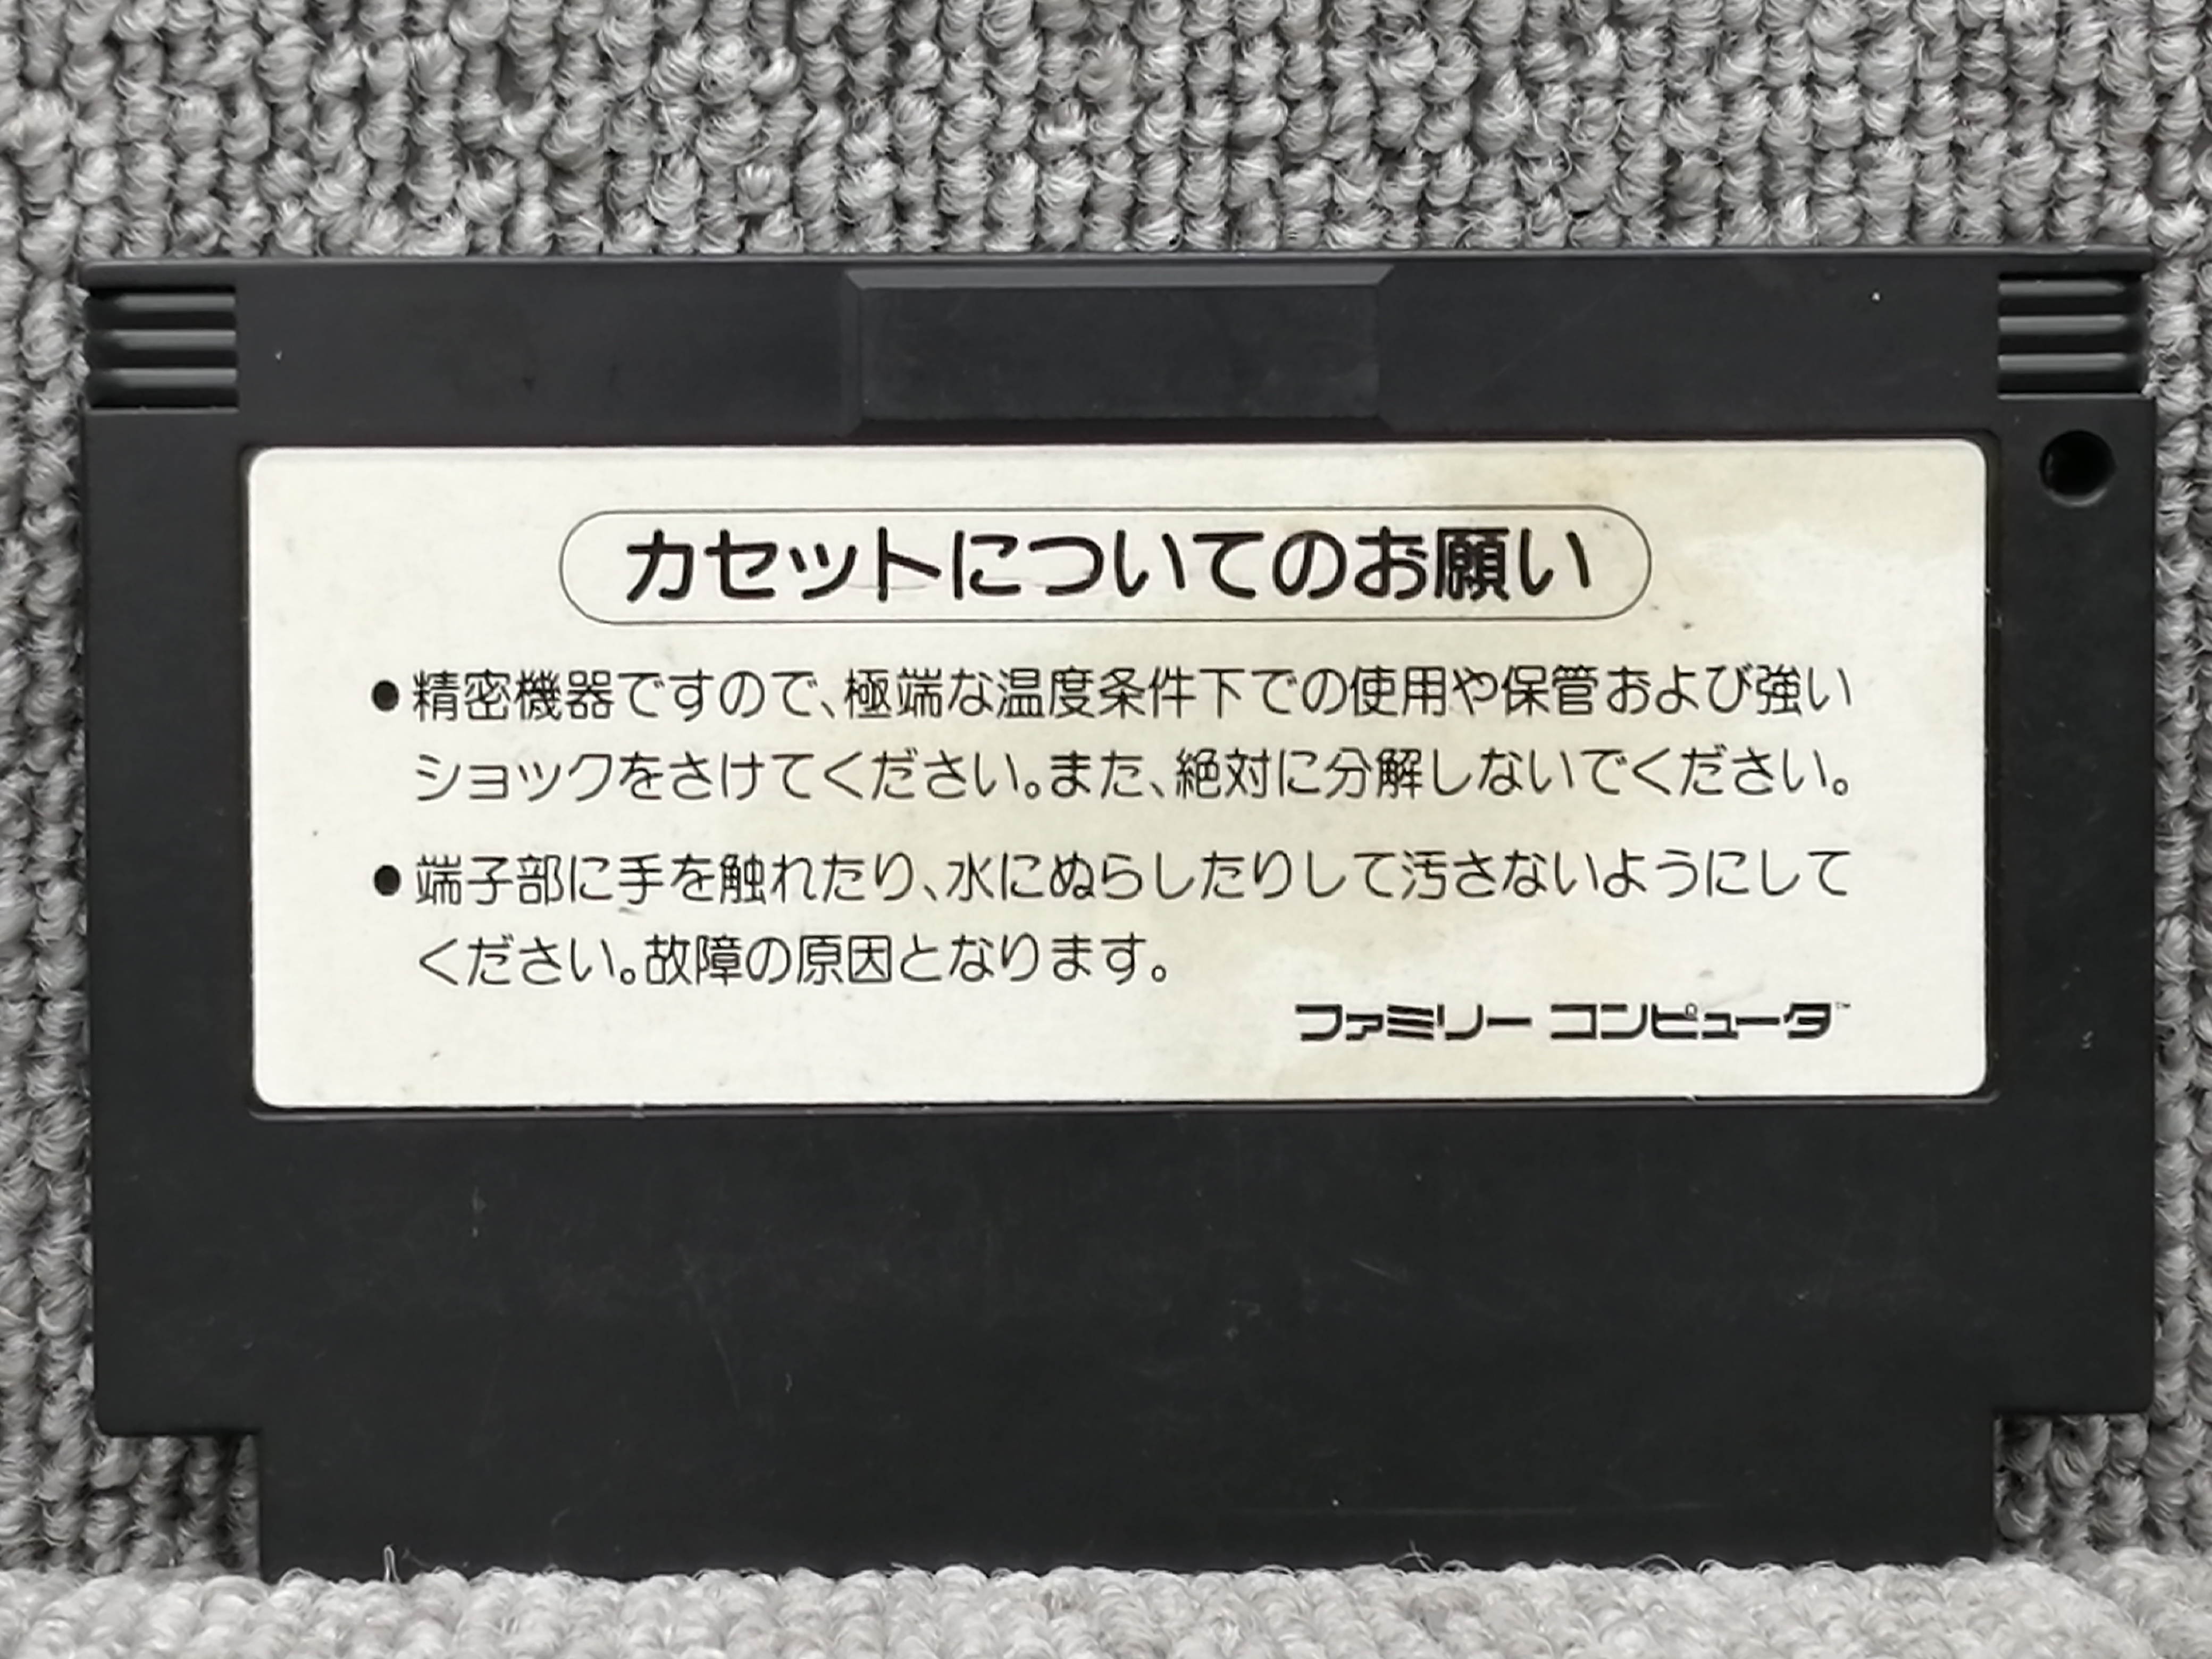 カセットについてのお願い
●精密機器ですので、極端な温度条件下での使用や保管および強い
ショックをさけてください。また、絶対に分解しないでください。
●端子部に手を触れたり、水にぬらしたりして汚さないようにして
ください。故障の原因となります。
ファミリー コンピュータ™